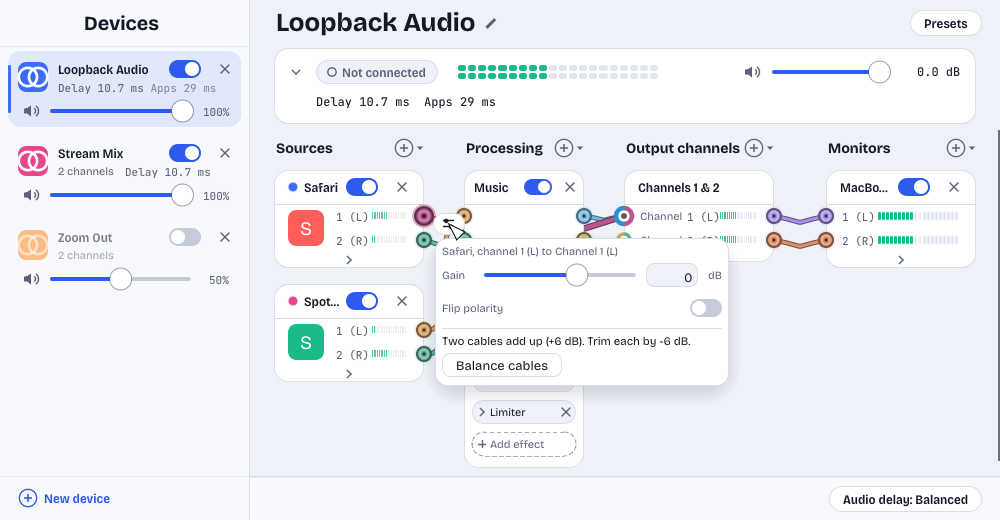 Devices
Loopback Audio
Delay 10.7 ms Apps 29 ms
100%
Stream Mix
2 channels Delay 10.7 ms
100%
Zoom Out
2 channels
50%
New device
Loopback Audio
Presets
Not connected
0.0 dB
Delay 10.7 ms Apps 29 ms
Sources
Processing
Output channels
Monitors
Safari
S
1 (L)
2 (R)
Spot...
S
1 (L)
2 (R)
Music
Channels 1 & 2
Channel 1 (L)
MacBo...
1 (L)
2 (R)
Safari, channel 1 (L) to Channel 1 (L)
Gain
0
dB
Flip polarity
Two cables add up (+6 dB). Trim each by -6 dB.
Balance cables
Limiter
Add effect
Audio delay: Balanced